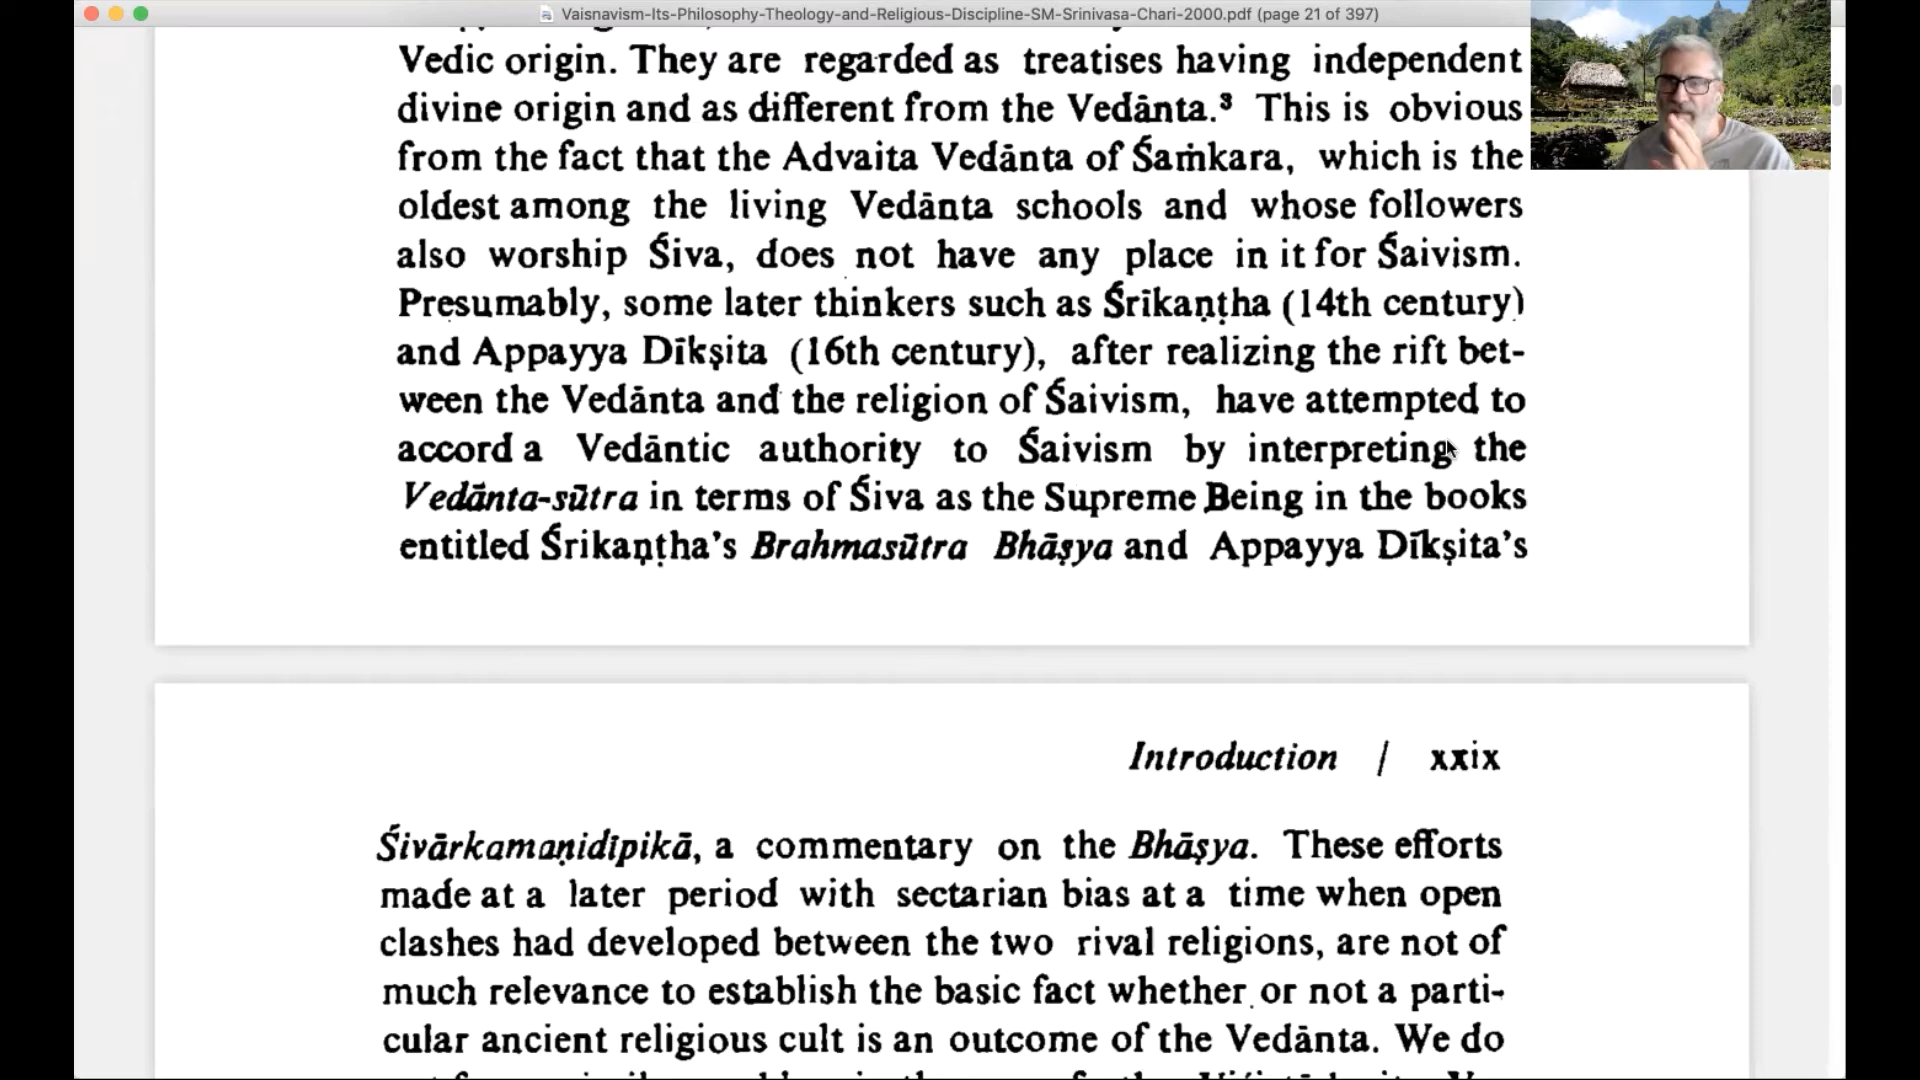 Vaisnavism-Its-Philosophy-Theology-and-Religious-Discipline-SM-Srinivasa-Chari-2000.pdf (page 21 of 397)
Vedic origin. They are regarded as treatises having independent
divine origin and as different from the Vedānta.³ This is obvious
from the fact that the Advaita Vedānta of Śaṁkara, which is the
oldest among the living Vedānta schools and whose followers
also worship Śiva, does not have any place in it for Śaivism.
Presumably, some later thinkers such as Śrīkaṇṭha (14th century)
and Appayya Dīkṣita (16th century), after realizing the rift bet-
ween the Vedānta and the religion of Śaivism, have attempted to
accord a Vedāntic authority to Śaivism by interpreting the
Vedānta-sūtra in terms of Śiva as the Supreme Being in the books
entitled Śrikaṇṭha's Brahmasūtra Bhāṣya and Appayya Dīkṣita's
Introduction / xxix
Śivārkamaṇidīpikā, a commentary on the Bhāṣya. These efforts
made at a later period with sectarian bias at a time when open
clashes had developed between the two rival religions, are not of
much relevance to establish the basic fact whether or not a parti-
cular ancient religious cult is an outcome of the Vedānta. We do